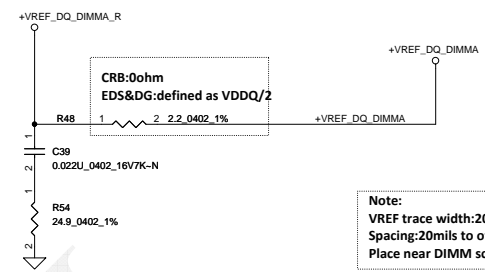 +VREF_DQ_DIMMA_R
+VREF_DQ_DIMMA
CRB:0ohm
EDS&DG:defined as VDDQ/2
R48 1 2 2.2_0402_1% +VREF_DQ_DIMMA
1
C39
2 0.022U_0402_16V7K~N
1
R54
24.9_0402_1%
2
Note:
VREF trace width:20
Spacing:20mils to
Place near DIMM